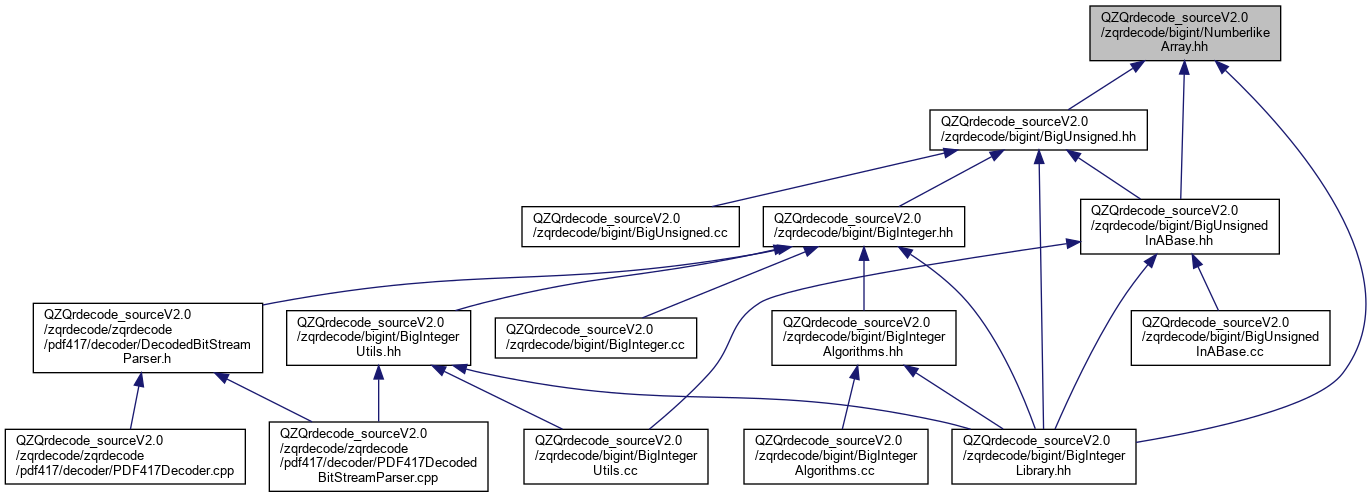 QZQrdecode_sourceV2.0
/zqrdecode/bigint/Numberlike
Array.hh
QZQrdecode_sourceV2.0
/zqrdecode/bigint/BigUnsigned.hh
QZQrdecode_sourceV2.0
/zqrdecode/bigint/BigUnsigned.cc
QZQrdecode_sourceV2.0
/zqrdecode/bigint/BigInteger.hh
QZQrdecode_sourceV2.0
/zqrdecode/bigint/BigUnsigned
InABase.hh
QZQrdecode_sourceV2.0
/zqrdecode/zqrdecode
/pdf417/decoder/DecodedBitStream
Parser.h
QZQrdecode_sourceV2.0
/zqrdecode/bigint/BigInteger
Utils.hh
QZQrdecode_sourceV2.0
/zqrdecode/bigint/BigInteger.cc
QZQrdecode_sourceV2.0
/zqrdecode/bigint/BigInteger
Algorithms.hh
QZQrdecode_sourceV2.0
/zqrdecode/bigint/BigUnsigned
InABase.cc
QZQrdecode_sourceV2.0
/zqrdecode/zqrdecode
/pdf417/decoder/PDF417Decoder.cpp
QZQrdecode_sourceV2.0
/zqrdecode/zqrdecode
/pdf417/decoder/PDF417Decoded
BitStreamParser.cpp
QZQrdecode_sourceV2.0
/zqrdecode/bigint/BigInteger
Utils.cc
QZQrdecode_sourceV2.0
/zqrdecode/bigint/BigInteger
Algorithms.cc
QZQrdecode_sourceV2.0
/zqrdecode/bigint/BigInteger
Library.hh